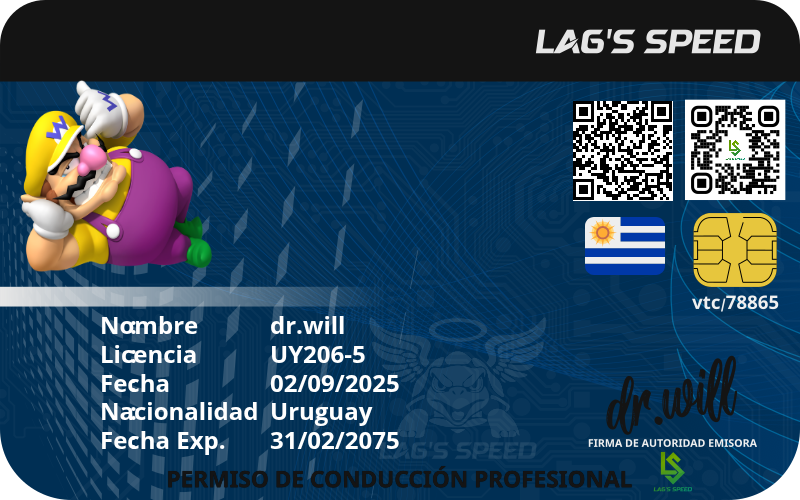 LAG'S SPEED
vtc/78865
Nombre dr.will
Licencia UY206-5
Fecha 02/09/2025
Nacionalidad Uruguay
Fecha Exp. 31/02/2075
dr.will
FIRMA DE AUTORIDAD EMISORA
LAG'S SPEED
LAG'S SPEED
PERMISO DE CONDUCCIÓN PROFESIONAL